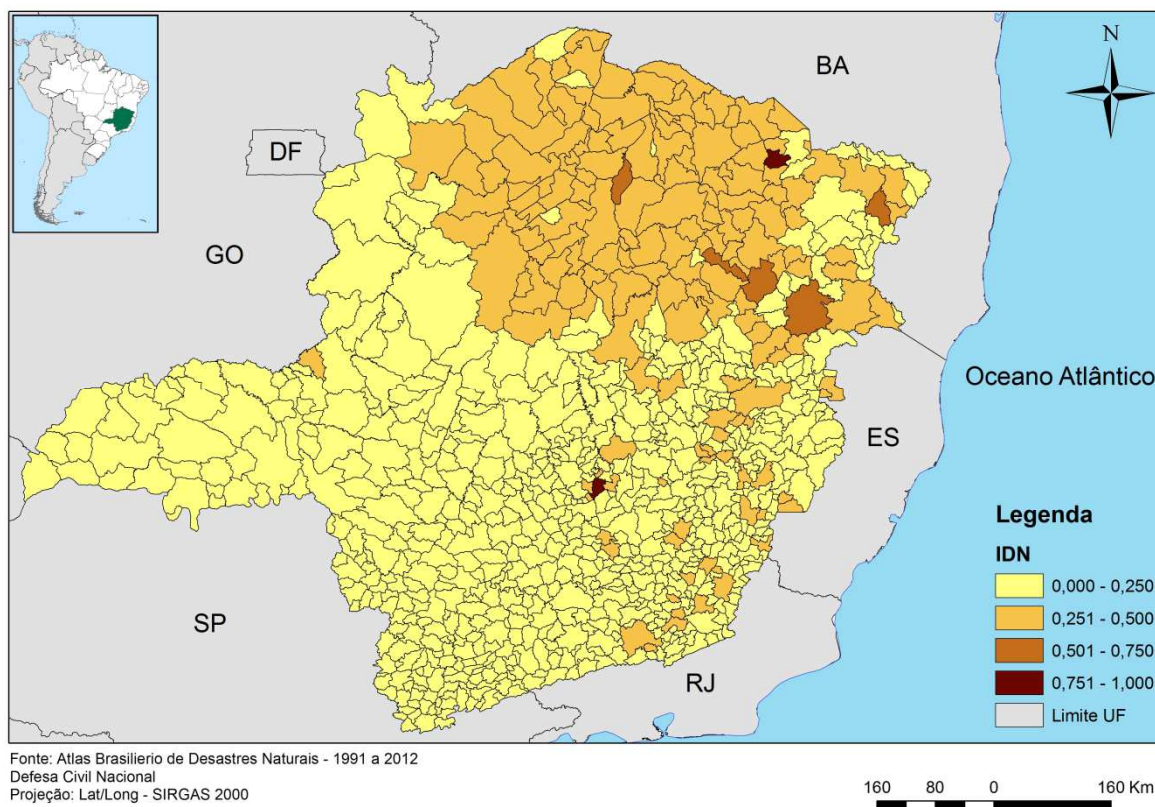 N
BA
DF
GO
Oceano Atlântico
ES
SP
RJ
Legenda
IDN
0,000 - 0,250
0,251 - 0,500
0,501 - 0,750
0,751 - 1,000
Limite UF
Fonte: Atlas Brasilierio de Desastres Naturais - 1991 a 2012
Defesa Civil Nacional
Projeção: Lat/Long - SIRGAS 2000
160 80 0 160 Km